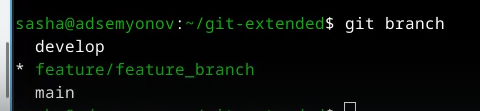 sasha@adsemyonov:~/git-extended$ git branch
  develop
* feature/feature_branch
  main